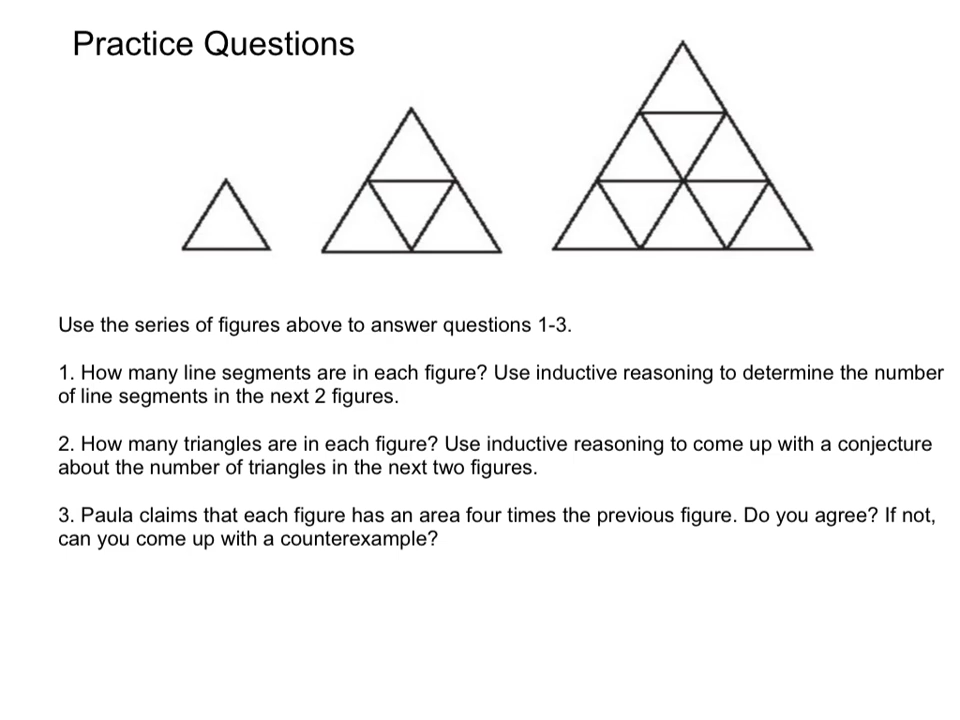 Practice Questions
Use the series of figures above to answer questions 1-3.
1. How many line segments are in each figure? Use inductive reasoning to determine the number
of line segments in the next 2 figures.
2. How many triangles are in each figure? Use inductive reasoning to come up with a conjecture
about the number of triangles in the next two figures.
3. Paula claims that each figure has an area four times the previous figure. Do you agree? If not,
can you come up with a counterexample?